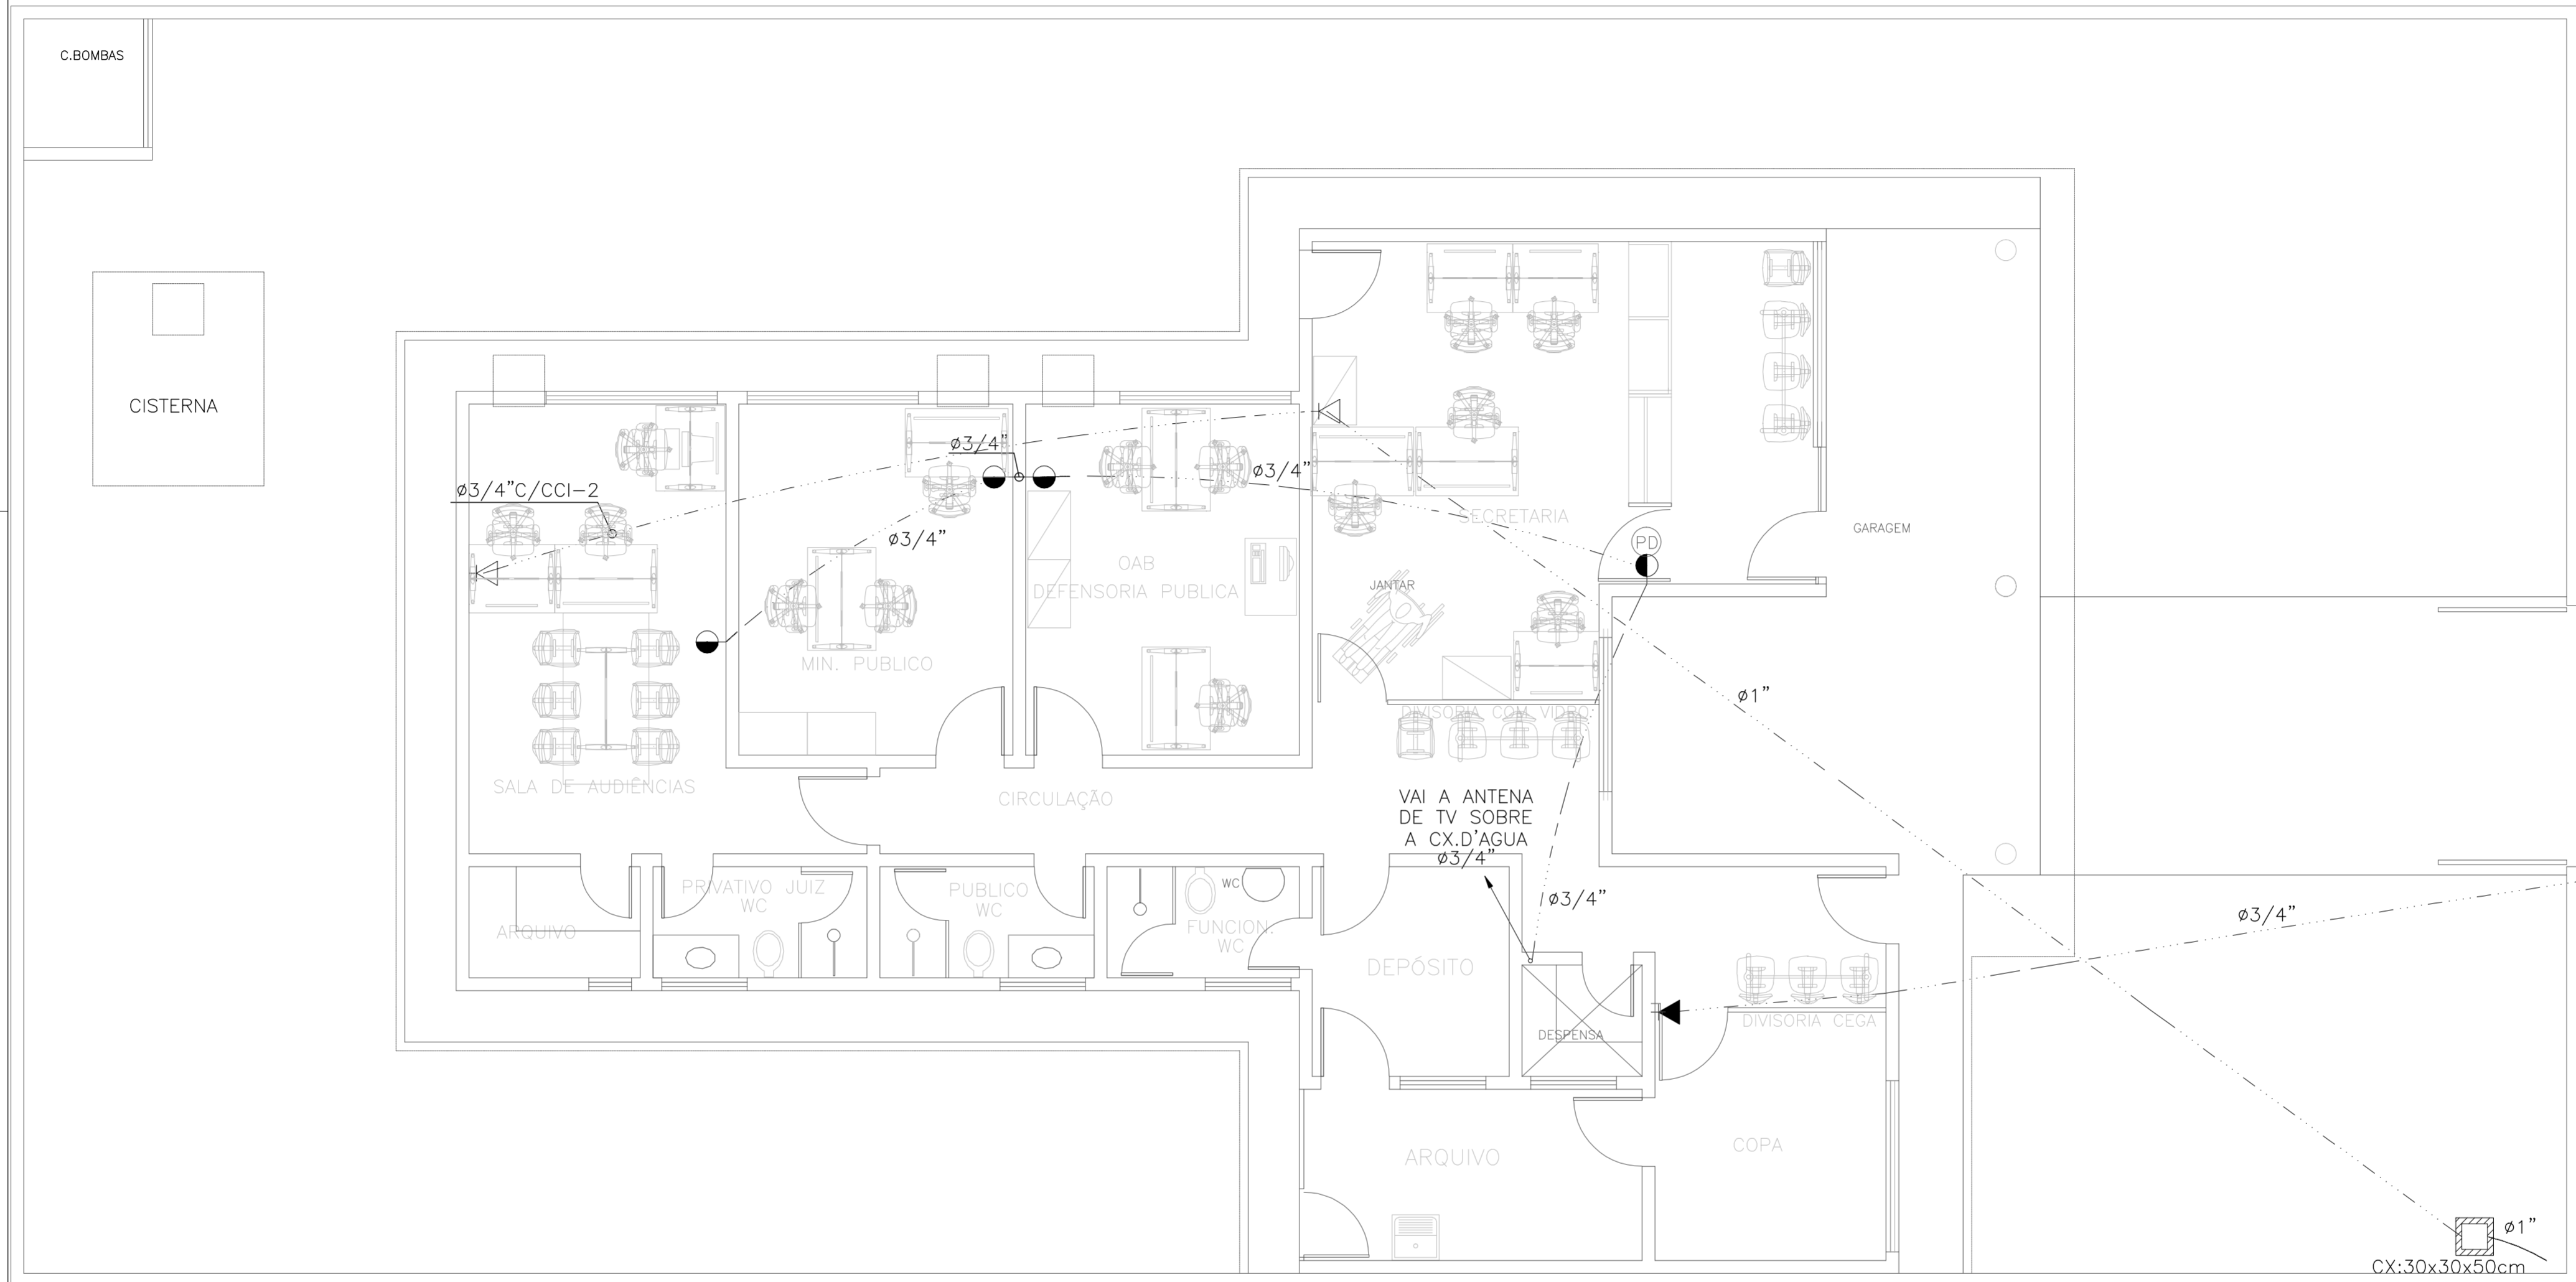 C.BOMBAS
CISTERNA
ø3/4"C/CCI-2
ø3/4"
ø3/4"
ø3/4"
SECRETARIA
PD
GARAGEM
OAB
DEFENSORIA PUBLICA
JANTAR
MIN. PUBLICO
ø1"
DIVISORIA COM VIDRO
SALA DE AUDIÊNCIAS
CIRCULAÇÃO
VAI A ANTENA
DE TV SOBRE
A CX.D'AGUA
ø3/4"
ø3/4"
PRIVATIVO JUIZ
WC
PUBLICO
WC
WC
FUNCION.
WC
ARQUIVO
ø3/4"
DEPÓSITO
DESPENSA
DIVISORIA CEGA
ARQUIVO
COPA
ø1"
CX:30x30x50cm